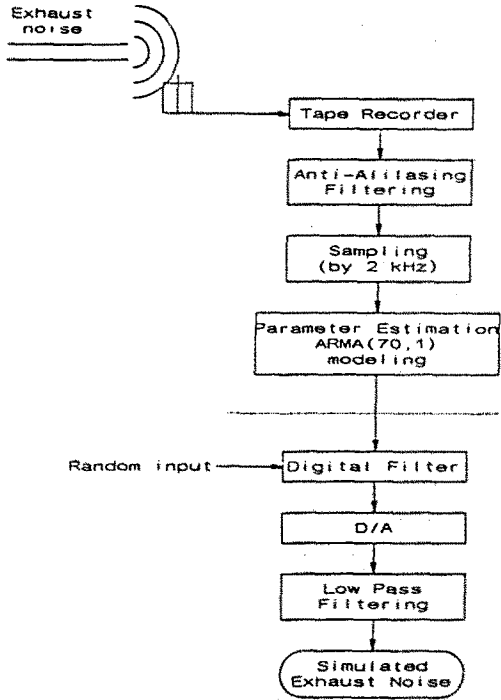 Exhaust
noise
Tape Recorder
Anti-Alilasing
Filtering
Sampling
(by 2 kHz)
Parameter Estimation
ARMA(70,1)
modeling
Random input
Digital Filter
D/A
Low Pass
Filtering
Simulated
Exhaust Noise